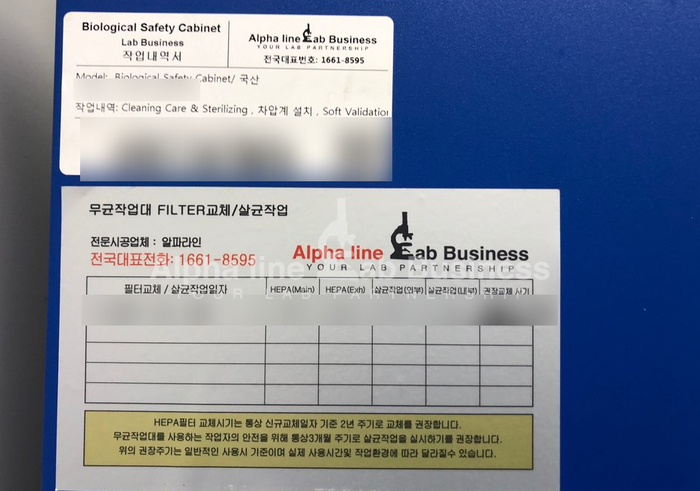 Biological Safety Cabinet
Lab Business
작업내역서
Alpha line Lab Business
YOUR LAB PARTNERSHIP
전국대표번호: 1661-8595
Model: Biological Safety Cabinet/ 국산
작업내역: Cleaning Care & Sterilizing , 차압계 설치 , Soft Validation
무균작업대 FILTER교체/살균작업
전문시공업체 : 알파라인
전국대표전화: 1661-8595
Alpha line Lab Business
YOUR LAB PARTNERSHIP
Alpha line Lab Business
YOUR LAB PARTNERSHIP
필터교체 / 살균작업일자 HEPA(Main) HEPA(Exh) 살균작업(외부) 살균작업(내부) 권장교체시기
HEPA필터 교체시기는 통상 신규교체일자 기준 2년 주기로 교체를 권장합니다.
무균작업대를 사용하는 작업자의 안전을 위해 통상3개월 주기로 살균작업을 실시하기를 권장합니다.
위의 권장주기는 일반적인 사용시 기준이며 실제 사용시간및 작업환경에 따라 달라질수 있습니다.